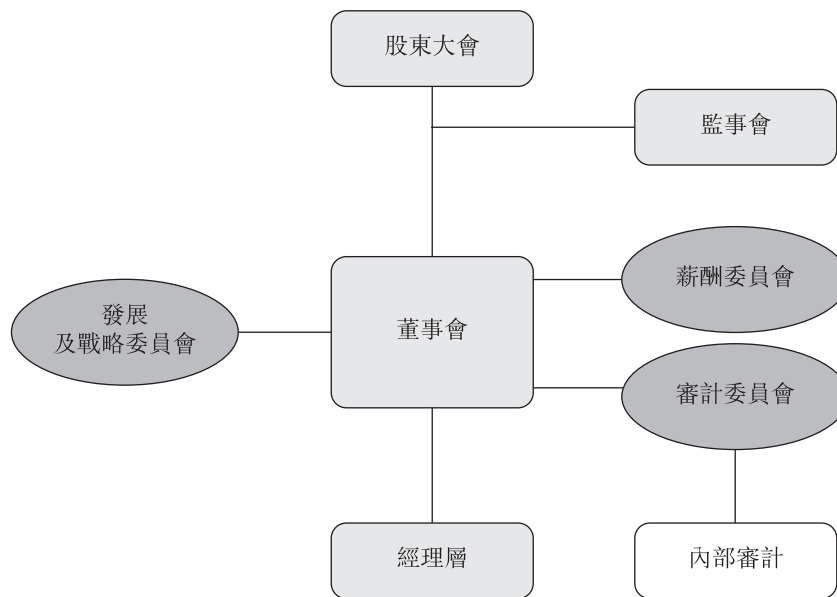 股東大會
監事會
薪酬委員會
發展
及戰略委員會
董事會
審計委員會
經理層
內部審計